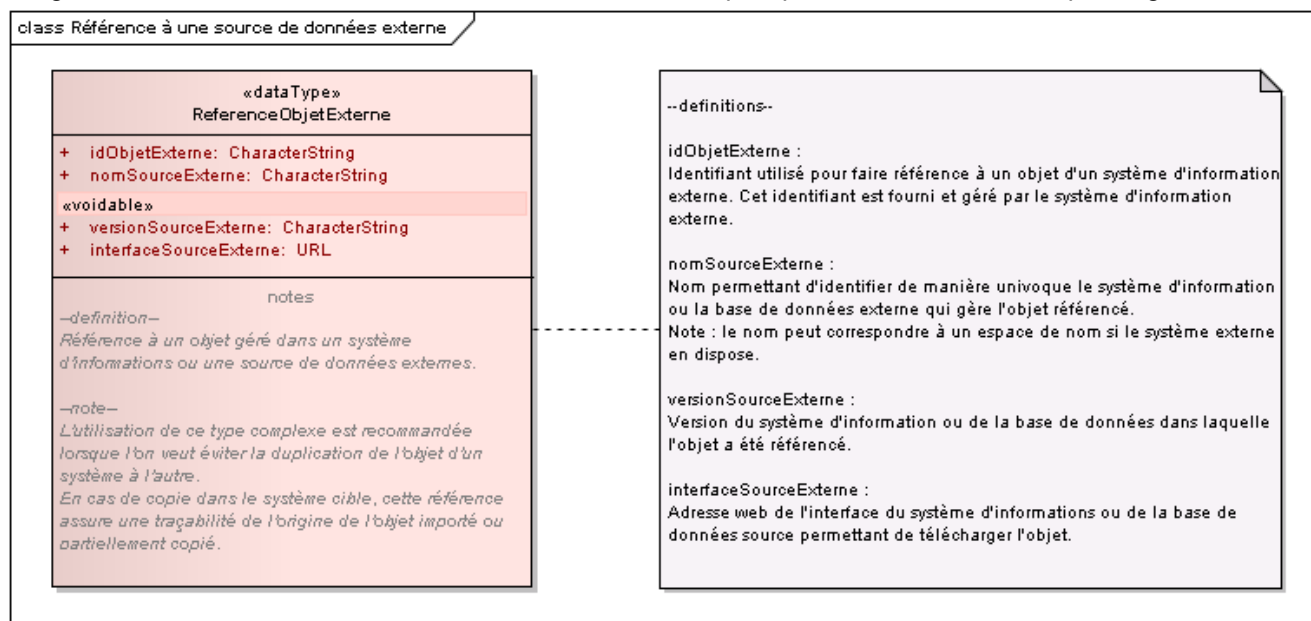 class Référence à une source de données externe
«dataType»
ReferenceObjetExterne
+ idObjetExterne: CharacterString
+ nomSourceExterne: CharacterString
«voidable»
+ versionSourceExterne: CharacterString
+ interfaceSourceExterne: URL
notes
--definition--
Référence à un objet géré dans un système
d'informations ou une source de données externes.
--note--
L'utilisation de ce type complexe est recommandée
lorsque l'on veut éviter la duplication de l'objet d'un
système à l'autre.
En cas de copie dans le système cible, cette référence
assure une traçabilité de l'origine de l'objet importé ou
partiellement copié.
--definitions--
idObjetExterne :
Identifiant utilisé pour faire référence à un objet d'un système d'information
externe. Cet identifiant est fourni et géré par le système d'information
externe.
nomSourceExterne :
Nom permettant d'identifier de manière univoque le système d'information
ou la base de données externe qui gère l'objet référencé.
Note : le nom peut correspondre à un espace de nom si le système externe
en dispose.
versionSourceExterne :
Version du système d'information ou de la base de données dans laquelle
l'objet a été référencé.
interfaceSourceExterne :
Adresse web de l'interface du système d'informations ou de la base de
données source permettant de télécharger l'objet.